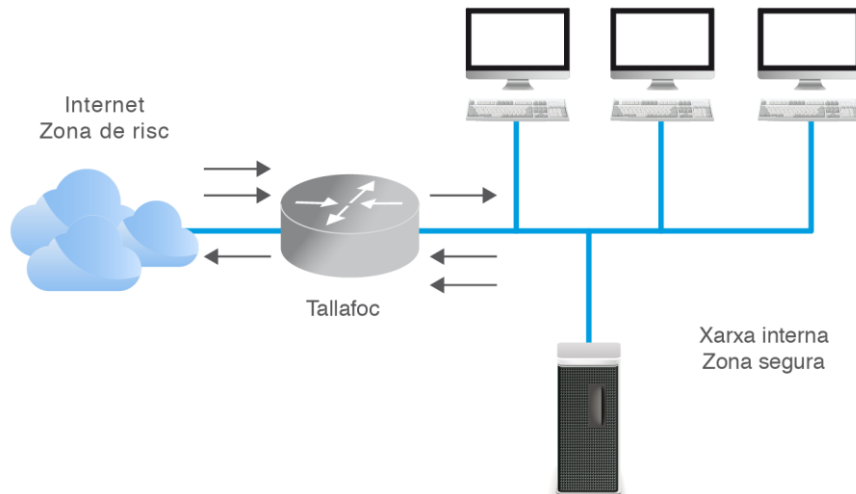 Internet
Zona de risc
Tallafoc
Xarxa interna
Zona segura